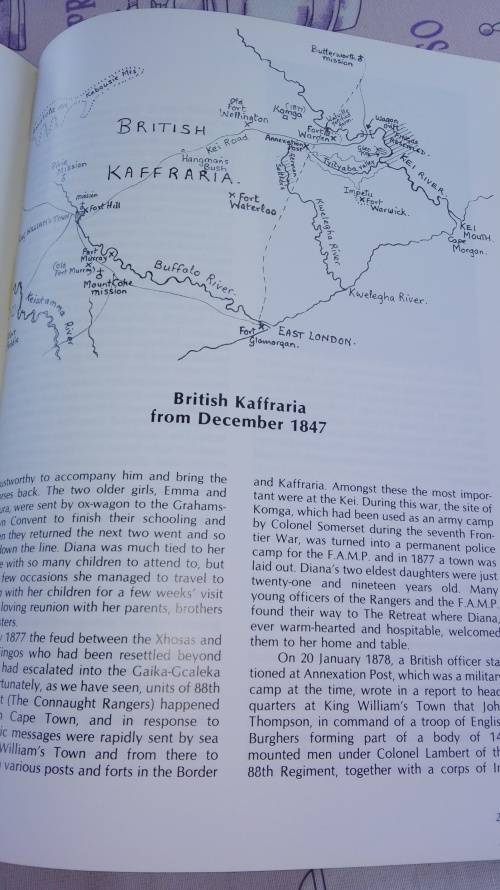 Butterworth
mission
Kabousie Mts.
Old
Fort
Wellington
(1877)
Komga
BRITISH
KAFFRARIA.
Kei Road
Hangmans
Bush
Annexation
Post
Fort
Warden
Wagon
KEI RIVER
Impetu
Fort
Warwick.
Fort
Waterloo
KEI
MOUTH.
Cape
Morgan.
Kwelegha River
Kwelegha River.
Mission
mission
Fort Hill
WILLIAM'S TOWN
Fort
Murray
(Old
Fort Murray)
Mount Coke
mission
Buffalo River.
Keiskamma
River
Fort
Glamorgan.
EAST LONDON.
British Kaffraria
from December 1847
to accompany him and bring the
back. The two older girls, Emma and
were sent by ox-wagon to the Grahams-
Convent to finish their schooling and
they returned the next two went and so
down the line. Diana was much tied to her
with so many children to attend to, but
few occasions she managed to travel to
with her children for a few weeks' visit
loving reunion with her parents, brothers
1877 the feud between the Xhosas and
who had been resettled beyond
had escalated into the Gaika-Gcaleka
as we have seen, units of 88th
(The Connaught Rangers) happened
Cape Town, and in response to
messages were rapidly sent by sea
William's Town and from there to
various posts and forts in the Border
and Kaffraria. Amongst these the most impor-
tant were at the Kei. During this war, the site of
Komga, which had been used as an army camp
by Colonel Somerset during the seventh Fron-
tier War, was turned into a permanent police
camp for the F.A.M.P. and in 1877 a town was
laid out. Diana's two eldest daughters were just
twenty-one and nineteen years old. Many
young officers of the Rangers and the F.A.M.P.
found their way to The Retreat where Diana,
ever warm-hearted and hospitable, welcomed
them to her home and table.
On 20 January 1878, a British officer sta-
tioned at Annexation Post, which was a military
camp at the time, wrote in a report to head
quarters at King William's Town that
Thompson, in command of a troop of
Burghers forming part of a body of
mounted men under Colonel Lambert of
88th Regiment, together with a corps of